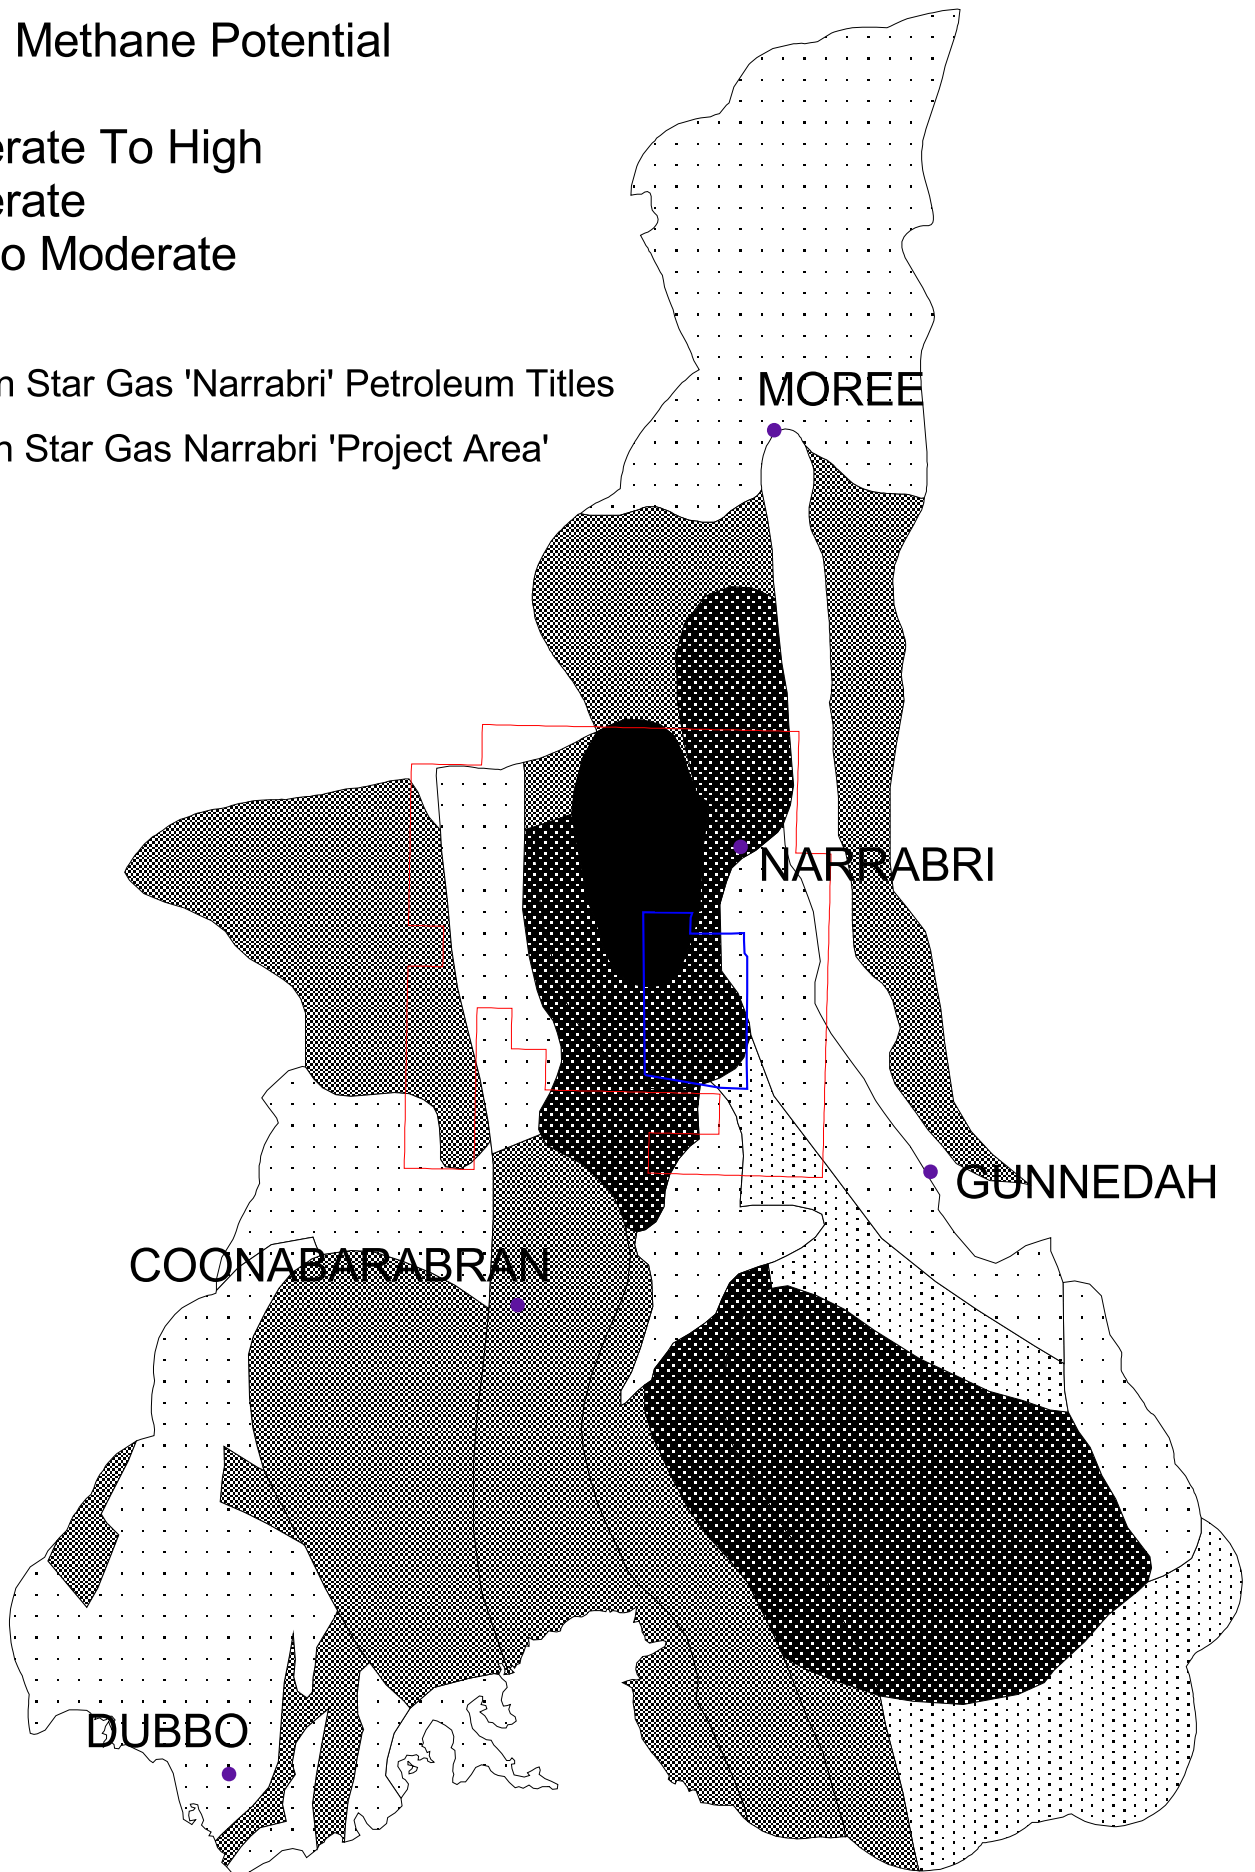 Methane Potential
erate To High
erate
o Moderate
n Star Gas 'Narrabri' Petroleum Titles
n Star Gas Narrabri 'Project Area'
MOREE
NARRABRI
GUNNEDAH
COONABARABRAN
DUBBO